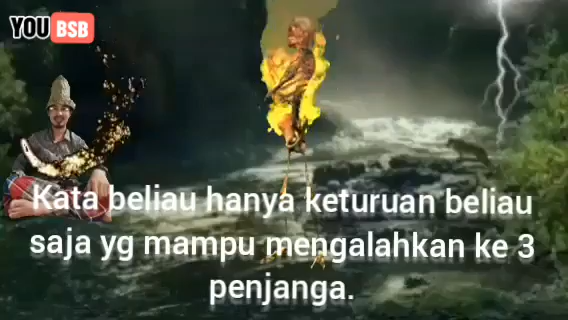 YOU BSB
Kata beliau hanya keturuan beliau
saja yg mampu mengalahkan ke 3
penjanga.